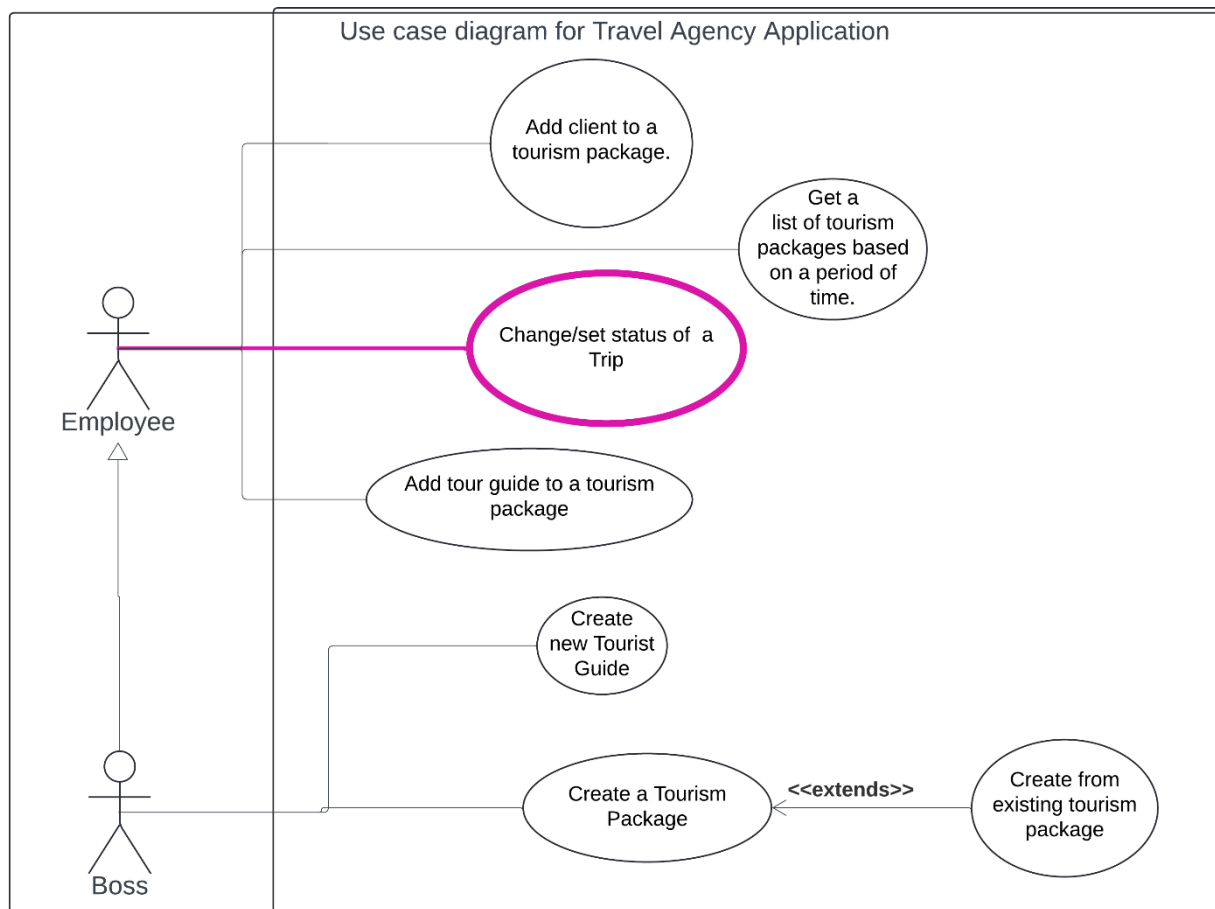 Use case diagram for Travel Agency Application
Add client to a
tourism package.
Get a
list of tourism
packages based
on a period of
time.
Change/set status of a
Trip
Employee
Add tour guide to a tourism
package
Create
new Tourist
Guide
Create a Tourism
Package
<<extends>>
Create from
existing tourism
package
Boss